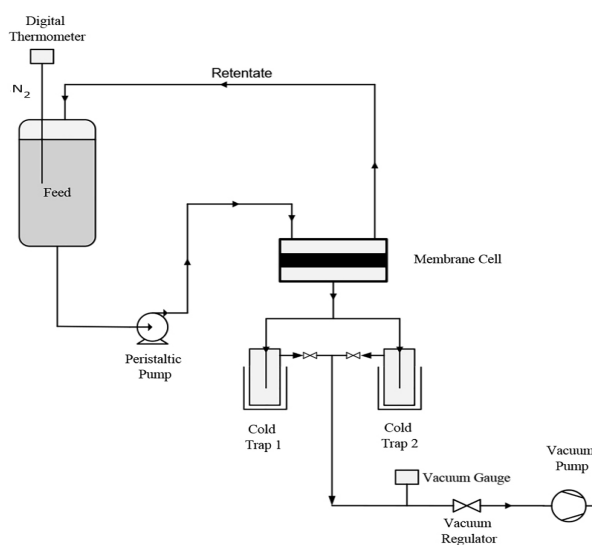 Digital
Thermometer
N2
Retentate
Feed
Membrane Cell
Peristaltic
Pump
Cold
Trap 1
Cold
Trap 2
Vacuum Gauge
Vacuum
Pump
Vacuum
Regulator